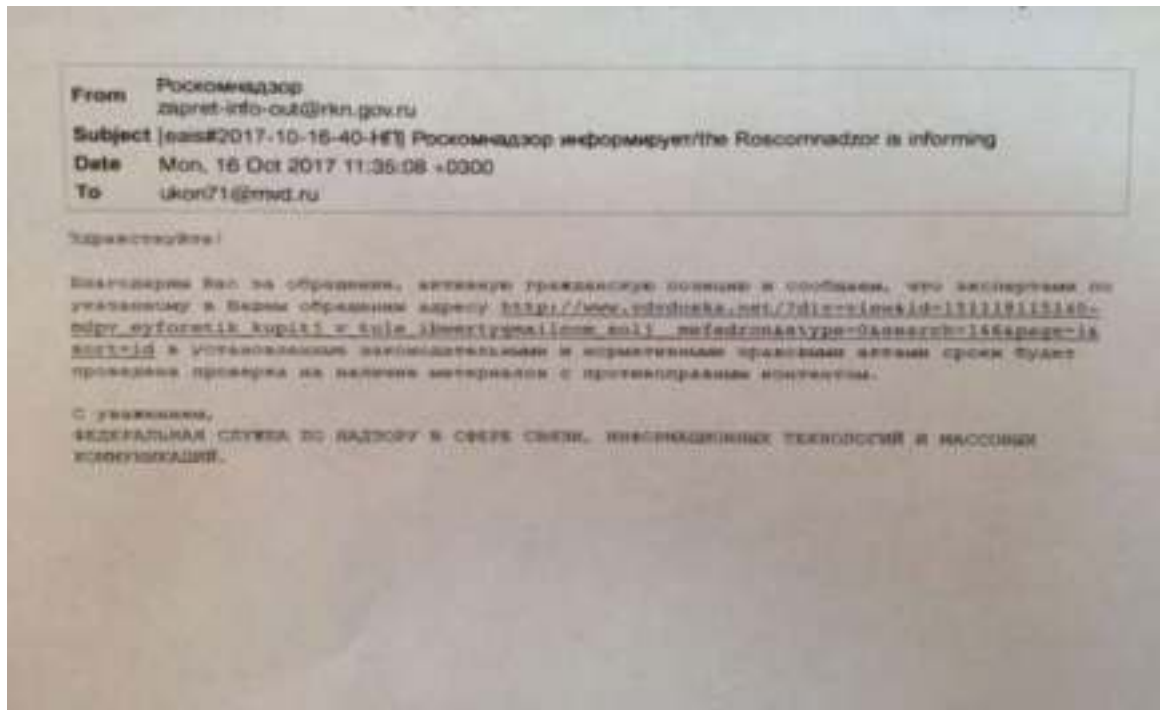 From Роскомнадзор
zapret-info-out@rkn.gov.ru
Subject [eais#2017-10-16-40-НП] Роскомнадзор информирует/the Roscomnadzor is informing
Date Mon, 16 Oct 2017 11:35:08 +0300
To ukon71@mvd.ru
Здравствуйте!
Благодарим Вас за обращение, активную гражданскую позицию и сообщаем, что экспертами по
указанному в Вашем обращении адресу
в установленные законодательными и нормативными правовыми актами сроки будет
проведена проверка на наличие материалов с противоправным контентом.
С уважением,
ФЕДЕРАЛЬНАЯ СЛУЖБА ПО НАДЗОРУ В СФЕРЕ СВЯЗИ, ИНФОРМАЦИОННЫХ ТЕХНОЛОГИЙ И МАССОВЫХ
КОММУНИКАЦИЙ.